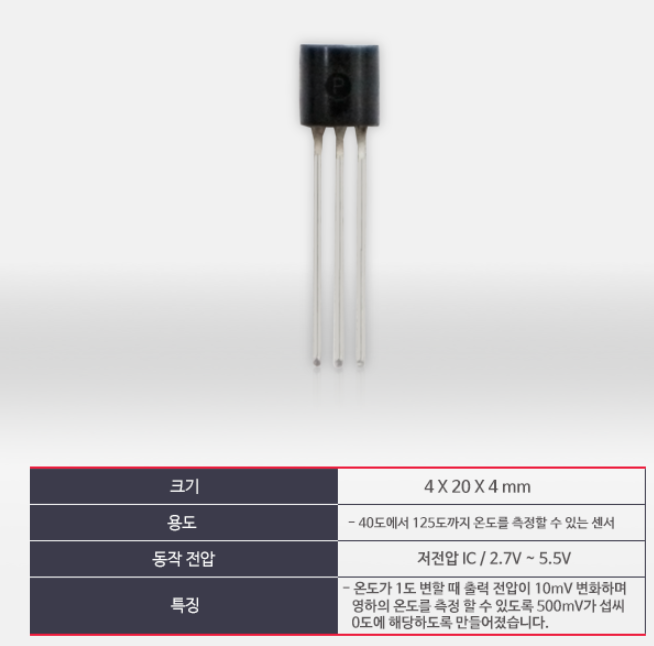 P
크기
4 X 20 X 4 mm
용도
- 40도에서 125도까지 온도를 측정할 수 있는 센서
동작 전압
저전압 IC / 2.7V ~ 5.5V
특징
- 온도가 1도 변할 때 출력 전압이 10mV 변화하며
영하의 온도를 측정 할 수 있도록 500mV가 섭씨
0도에 해당하도록 만들어졌습니다.